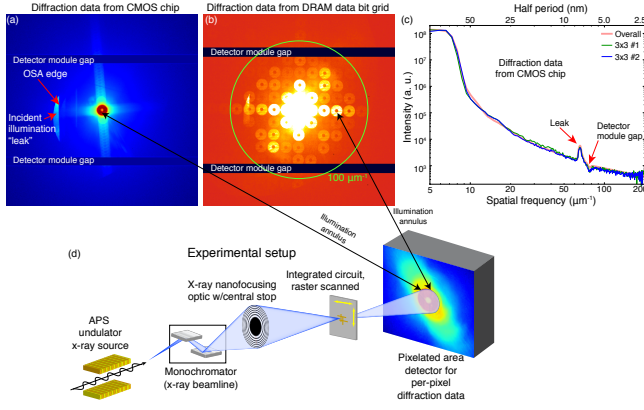 Diffraction data from CMOS chip
(a)
Detector module gap
OSA edge
Incident
illumination
“leak”
Detector module gap
Diffraction data from DRAM data bit grid
(b)
Detector module gap
Detector module gap
100 µm⁻¹
(c)
Half period (nm)
50 25 10 5 2.5
Intensity (a. u.)
10⁸
10⁷
10⁶
10⁵
10⁴
10³
10²
Diffraction data
from CMOS chip
Overall
3x3 #1
3x3 #2
Leak
Detector
module gap
5 10 20 50 100 200
Spatial frequency (µm⁻¹)
Illumination
annulus
Illumination
annulus
(d)
Experimental setup
APS
undulator
x-ray source
Monochromator
(x-ray beamline)
X-ray nanofocusing
optic w/central stop
Integrated circuit,
raster scanned
Pixelated area
detector for
per-pixel
diffraction data